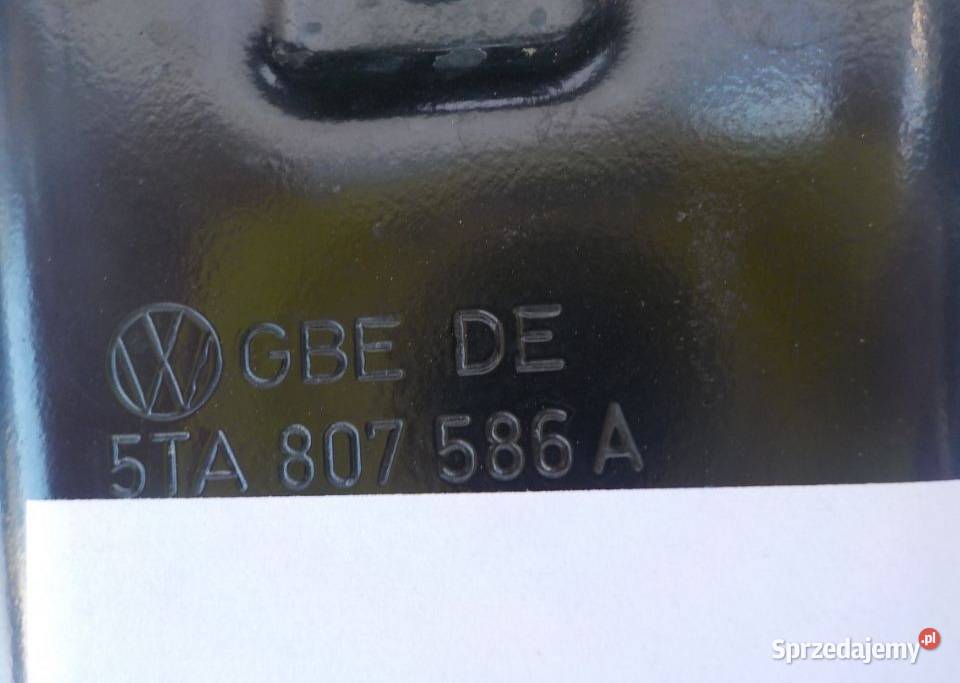 GBE DE
5TA 807 586 A
Sprzedajemy.pl